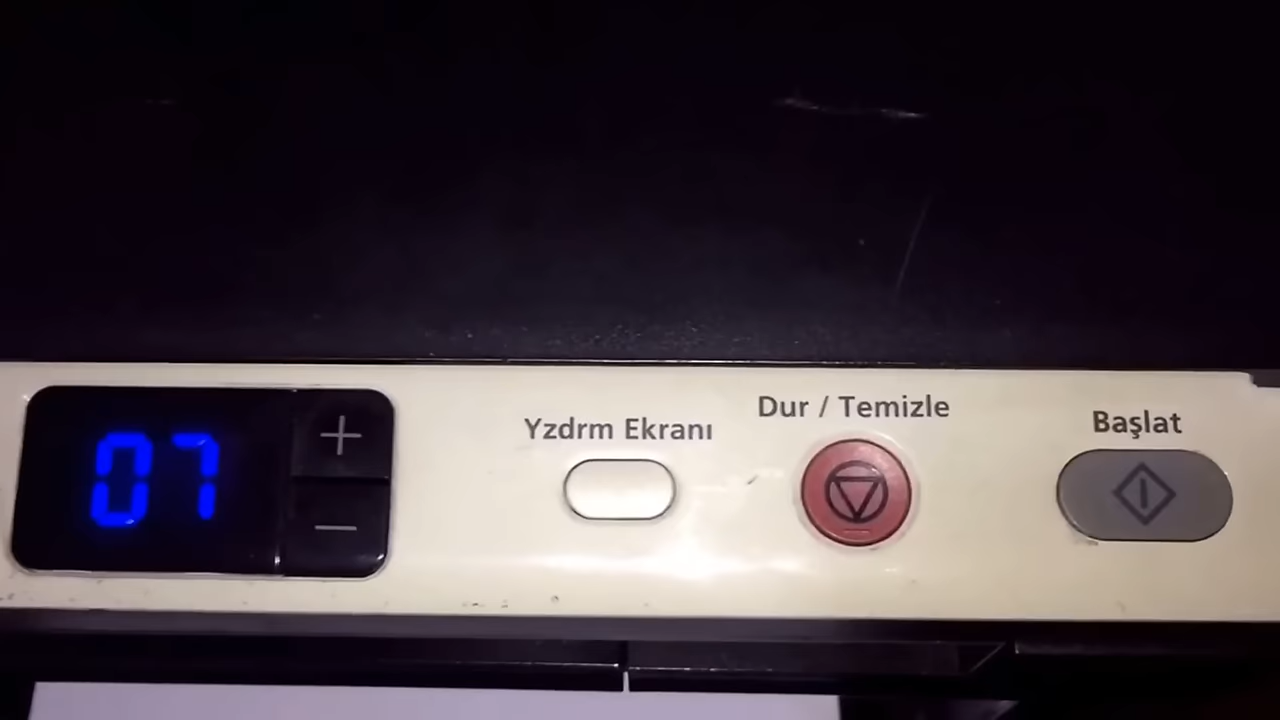 07
+
−
Yzdrm Ekranı
Dur / Temizle
Başlat